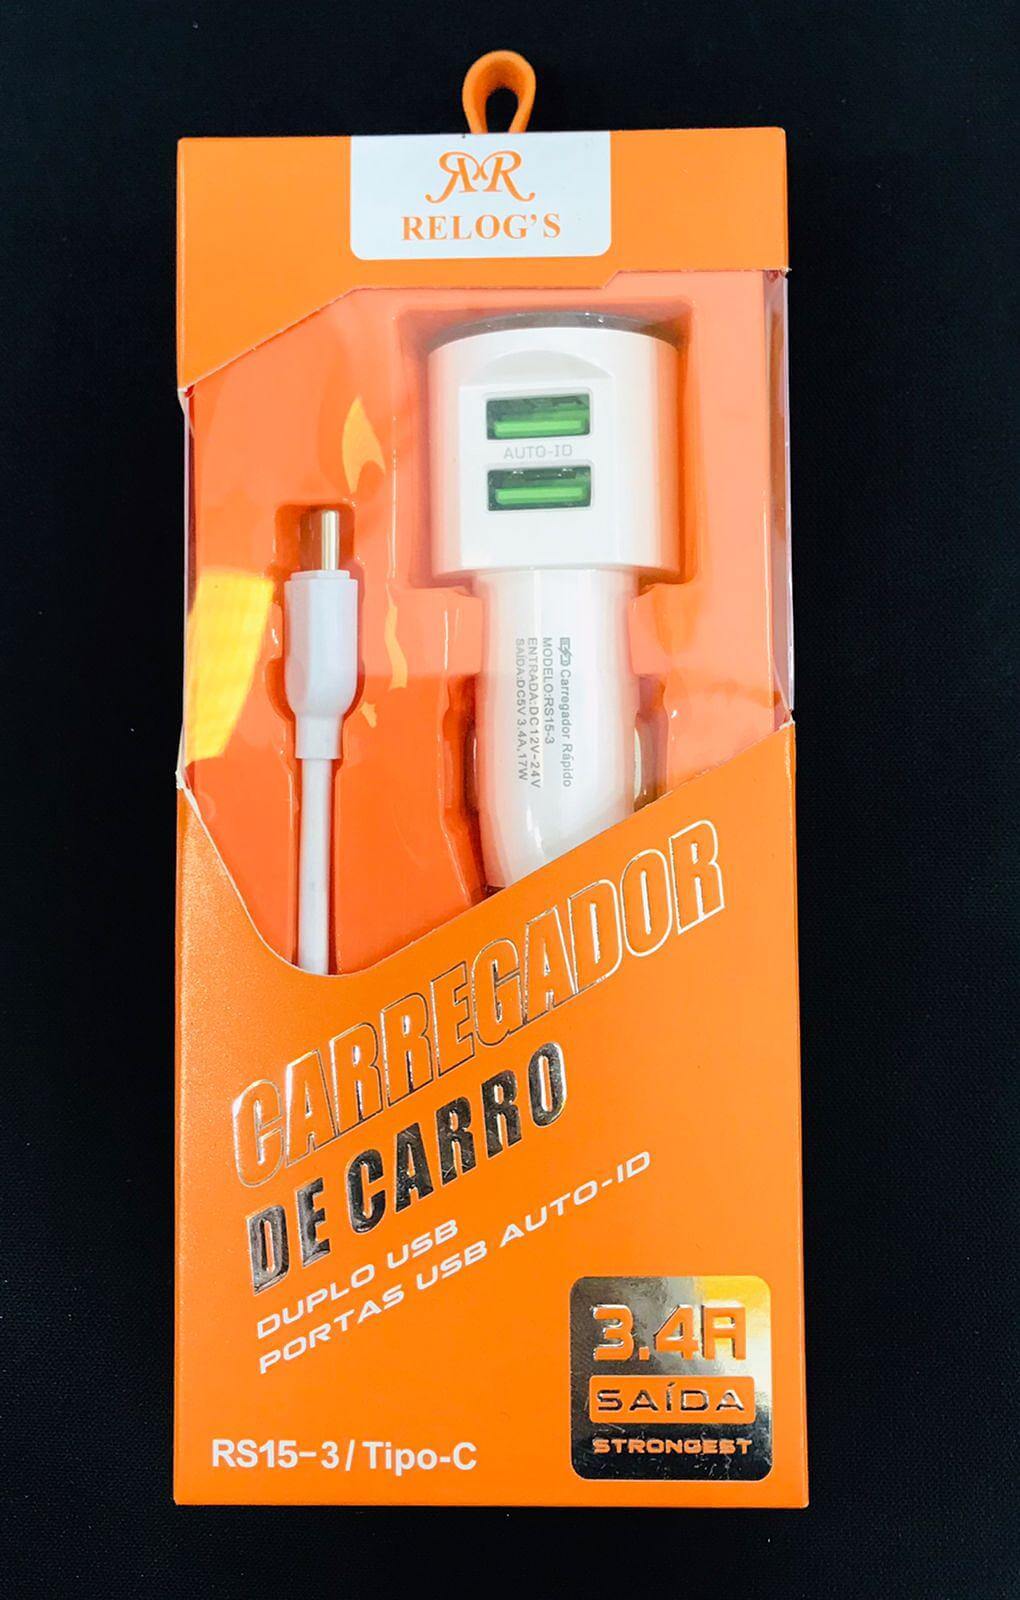 RELOG'S
AUTO-ID
Carregador Rápido
MODELO:RS15-3
ENTRADA:DC12V-24V
SAÍDA:DC5V 3.4A,17W
CARREGADOR
DE CARRO
DUPLO USB
PORTAS USB AUTO-ID
3.4A
SAÍDA
STRONGEST
RS15-3/Tipo-C